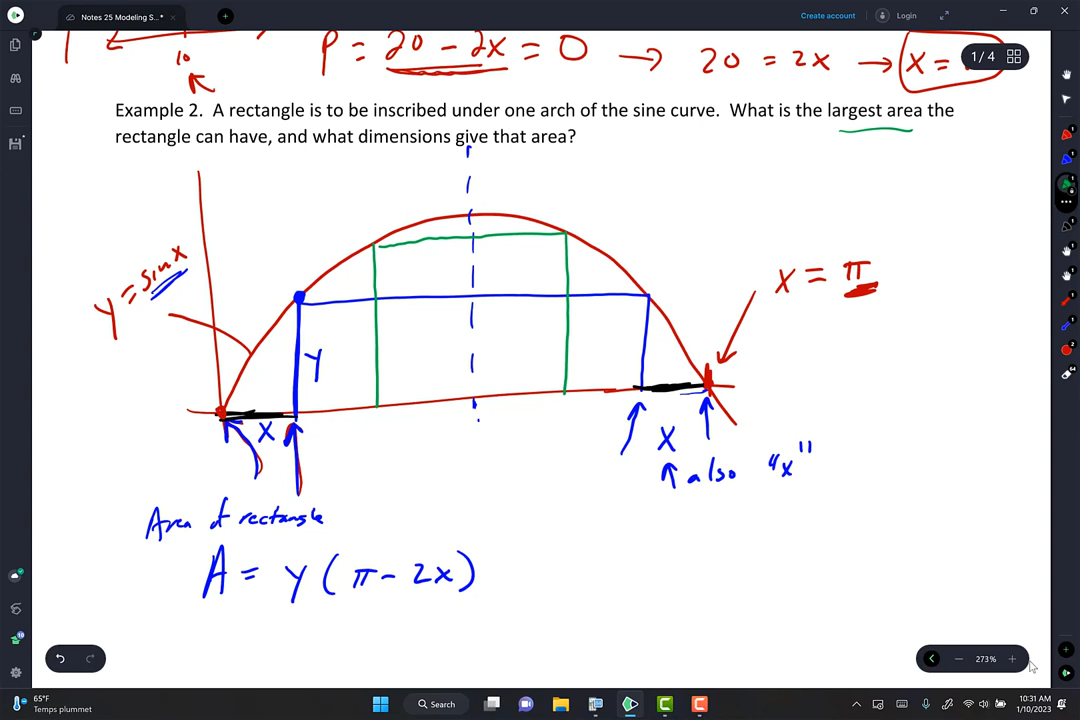 Notes 25 Modeling S...*
Create account
Login
10
P = 20 - 2x = 0 → 20 = 2x → x =
1/4
Example 2. A rectangle is to be inscribed under one arch of the sine curve. What is the largest area the
rectangle can have, and what dimensions give that area?
y = sin x
x = π
y
x
x
also "x"
Area of rectangle
A = y (π - 2x)
273%
65°F
Temps plummet
Search
10:31 AM
1/10/2023